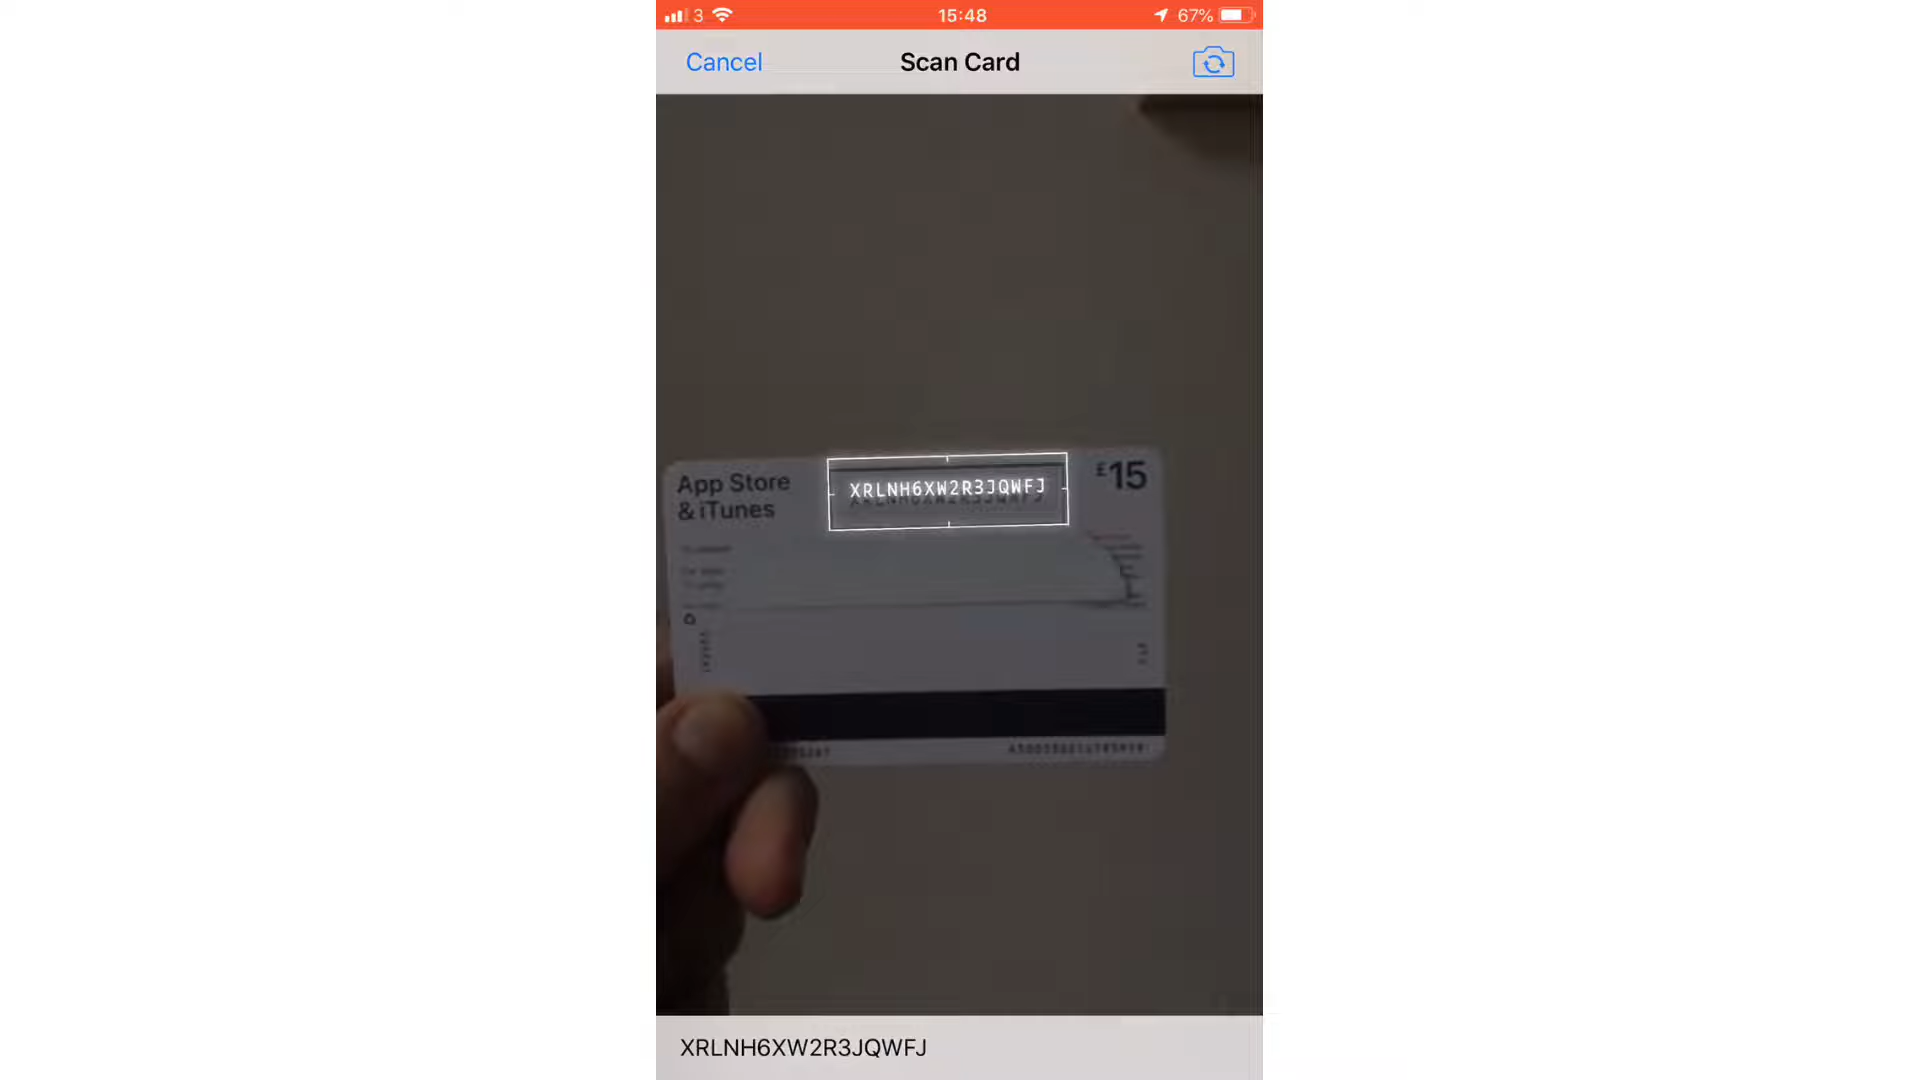 3
15:48
67%
Cancel
Scan Card
App Store
& iTunes
XRLNH6XW2R3JQWFJ
£15
XRLNH6XW2R3JQWFJ